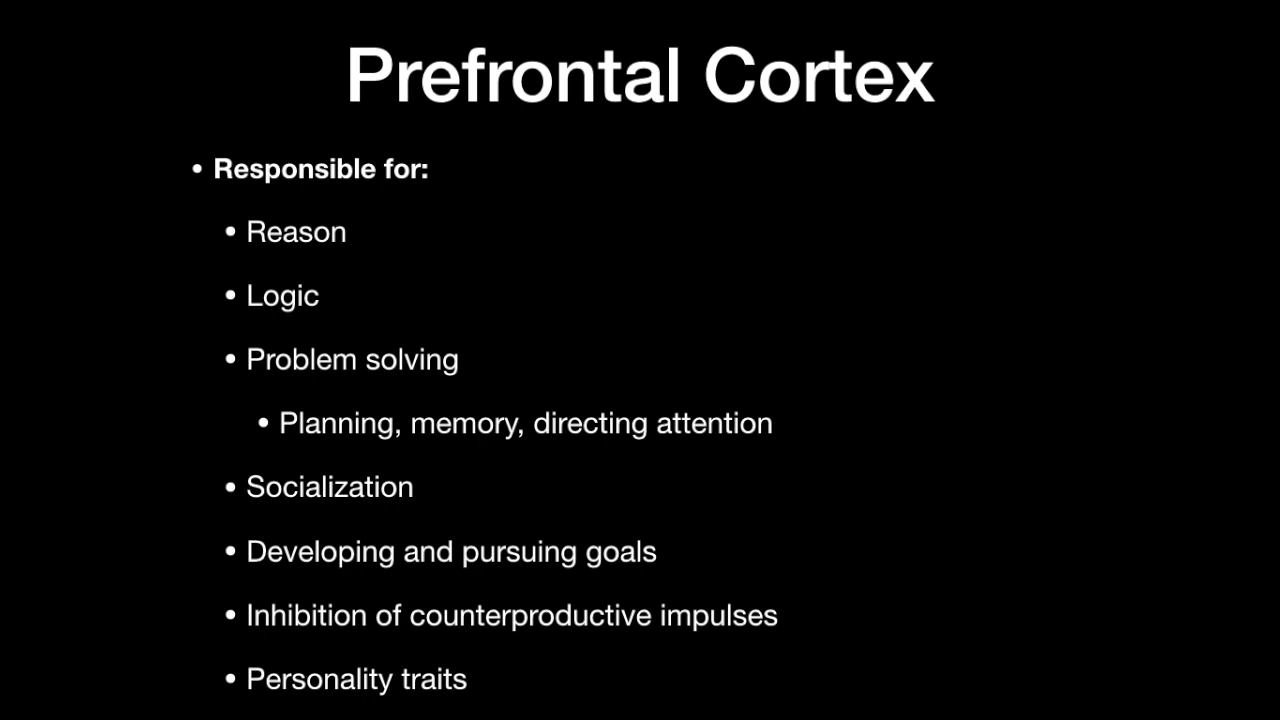 Prefrontal Cortex
• Responsible for:
• Reason
• Logic
• Problem solving
• Planning, memory, directing attention
• Socialization
• Developing and pursuing goals
• Inhibition of counterproductive impulses
• Personality traits